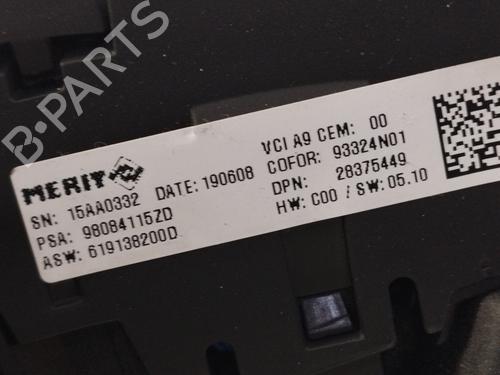 MERIT
SN: 15AA0332 DATE: 190608
PSA: 98084115ZD
ASW: 619138200D
VCI A9 CEM: 00
COFOR: 93324N01
DPN: 28375449
HW: C00 / SW: 05.10
B-PARTS